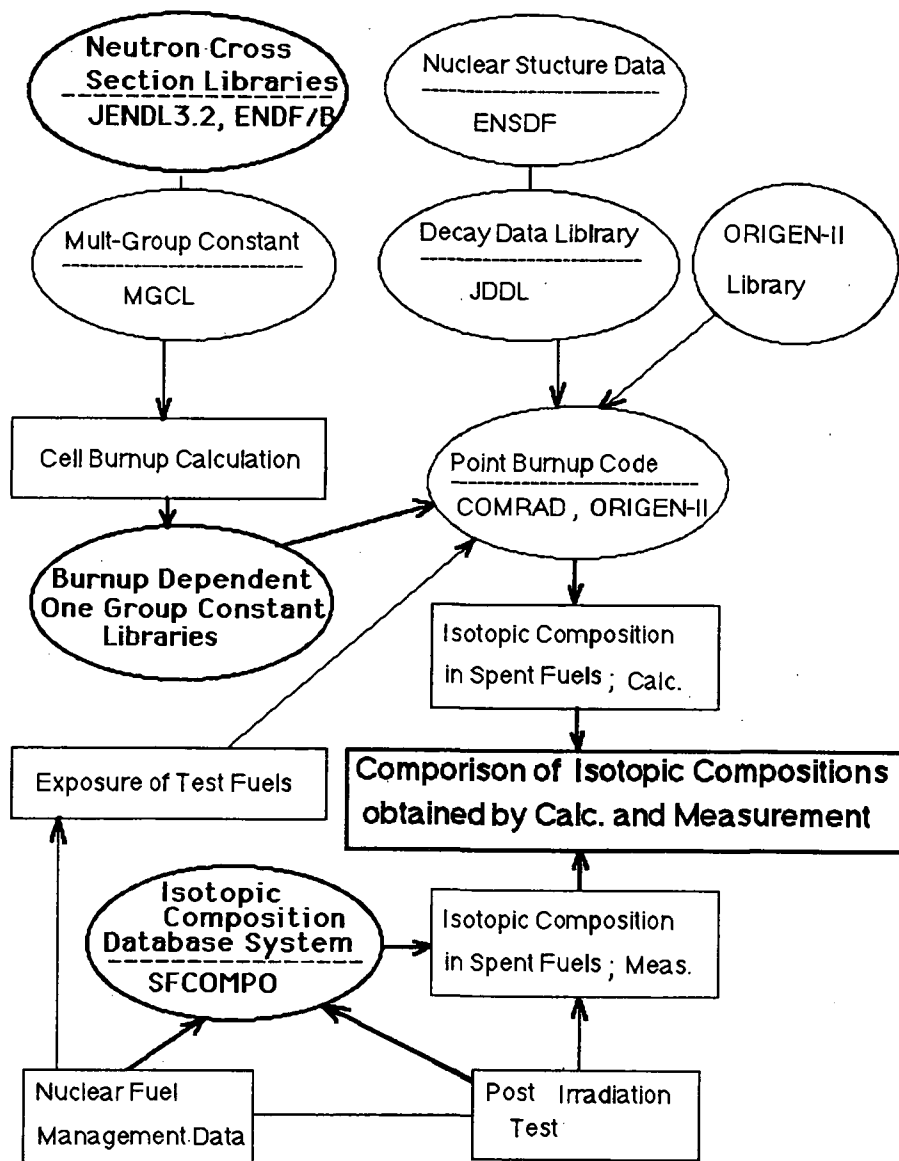 Neutron Cross
Section Libraries
JENDL3.2, ENDF/B
Nuclear Stucture Data
ENSDF
Mult-Group Constant
MGCL
Decay Data Liblrary
JDDL
ORIGEN-II
Library
Cell Burnup Calculation
Point Burnup Code
COMRAD , ORIGEN-II
Burnup Dependent
One Group Constant
Libraries
Isotopic Composition
in Spent Fuels ; Calc.
Exposure of Test Fuels
Comporison of Isotopic Compositions
obtained by Calc. and Measurement
Isotopic
Composition
Database System
SFCOMPO
Isotopic Composition
in Spent Fuels ; Meas.
Nuclear Fuel
Management Data
Post Irradiation
Test